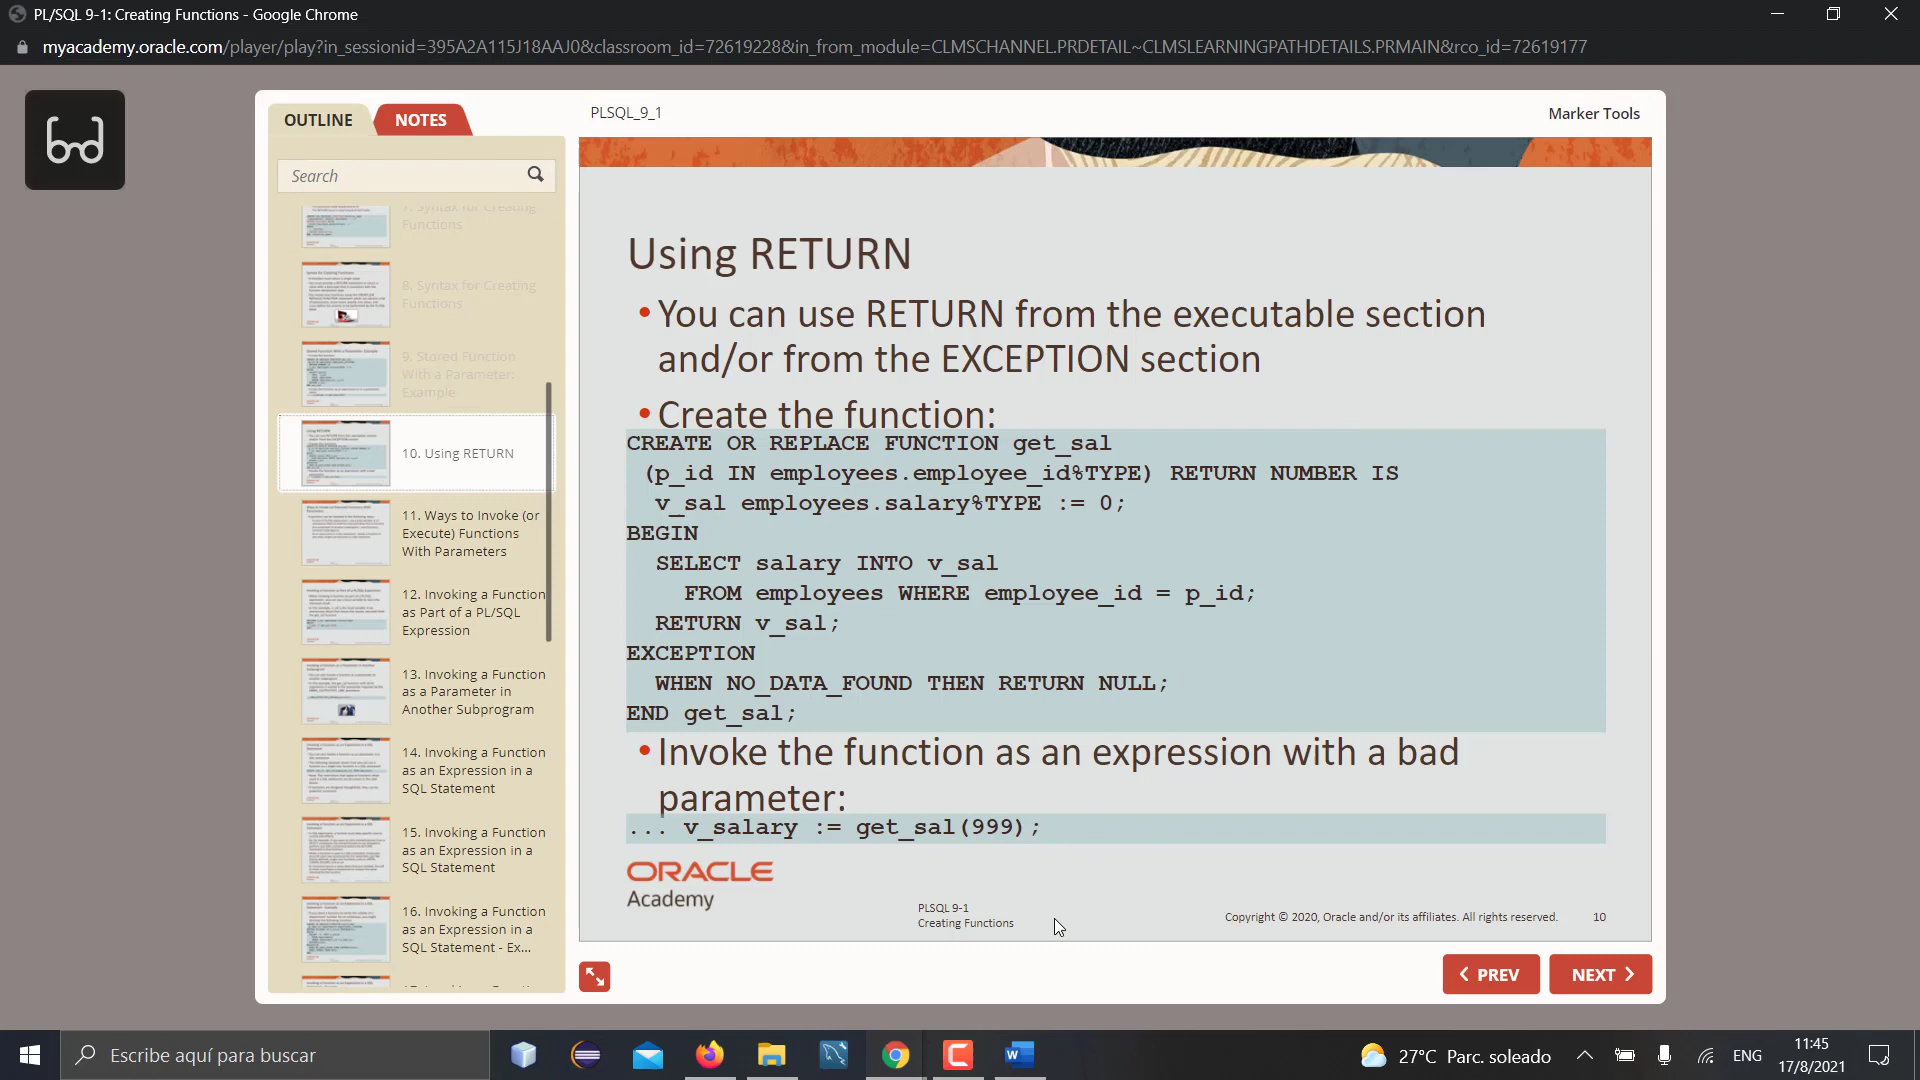 PL/SQL 9-1: Creating Functions - Google Chrome
myacademy.oracle.com/player/play?in_sessionid=395A2A115J18AAJ0&classroom_id=72619228&in_from_module=CLMSCHANNEL.PRDETAIL~CLMSLEARNINGPATHDETAILS.PRMAIN&rco_id=72619177
OUTLINE
NOTES
PLSQL_9_1
Marker Tools
Search
7. Syntax for Creating
Functions
8. Syntax for Creating
Functions
9. Stored Function
With a Parameter:
Example
10. Using RETURN
11. Ways to Invoke (or
Execute) Functions
With Parameters
12. Invoking a Function
as Part of a PL/SQL
Expression
13. Invoking a Function
as a Parameter in
Another Subprogram
14. Invoking a Function
as an Expression in a
SQL Statement
15. Invoking a Function
as an Expression in a
SQL Statement
16. Invoking a Function
as an Expression in a
SQL Statement - Ex...
Using RETURN
•You can use RETURN from the executable section
and/or from the EXCEPTION section
•Create the function:
CREATE OR REPLACE FUNCTION get_sal
(p_id IN employees.employee_id%TYPE) RETURN NUMBER IS
v_sal employees.salary%TYPE := 0;
BEGIN
SELECT salary INTO v_sal
FROM employees WHERE employee_id = p_id;
RETURN v_sal;
EXCEPTION
WHEN NO_DATA_FOUND THEN RETURN NULL;
END get_sal;
•Invoke the function as an expression with a bad
parameter:
... v_salary := get_sal(999);
ORACLE
Academy
PLSQL 9-1
Creating Functions
Copyright © 2020, Oracle and/or its affiliates. All rights reserved.
10
PREV
NEXT
Escribe aquí para buscar
27°C Parc. soleado
ENG
11:45
17/8/2021